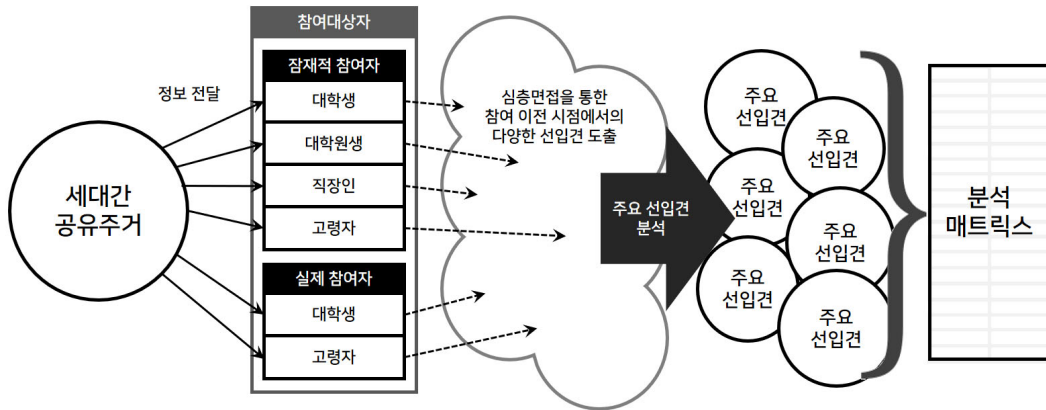 세대간
공유주거
정보 전달
참여대상자
잠재적 참여자
대학생
대학원생
직장인
고령자
실제 참여자
대학생
고령자
심층면접을 통한
참여 이전 시점에서의
다양한 선입견 도출
주요 선입견
분석
주요
선입견
주요
선입견
주요
선입견
주요
선입견
주요
선입견
주요
선입견
분석
매트릭스